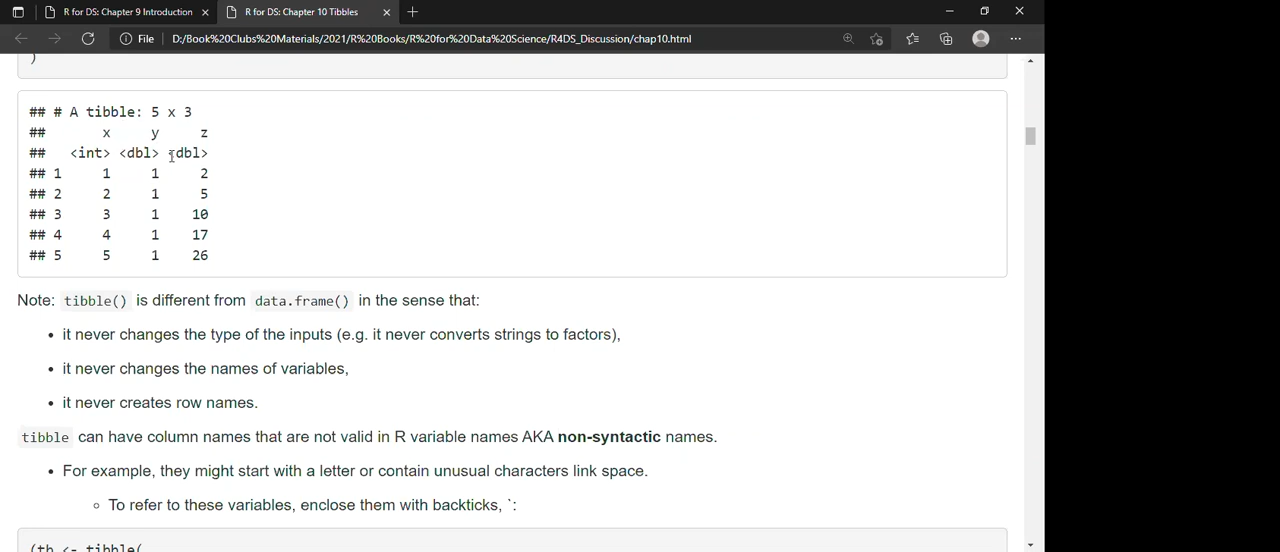 R for DS: Chapter 9 Introduction
R for DS: Chapter 10 Tibbles
File
D:/Book%20Clubs%20Materials/2021/R%20Books/R%20for%20Data%20Science/R4DS_Discussion/chap10.html
)
## # A tibble: 5 x 3
## x y z
## <int> <dbl> <dbl>
## 1 1 1 2
## 2 2 1 5
## 3 3 1 10
## 4 4 1 17
## 5 5 1 26
Note: tibble() is different from data.frame() in the sense that:
• it never changes the type of the inputs (e.g. it never converts strings to factors),
• it never changes the names of variables,
• it never creates row names.
tibble can have column names that are not valid in R variable names AKA non-syntactic names.
• For example, they might start with a letter or contain unusual characters link space.
◦ To refer to these variables, enclose them with backticks, `:
(tb <- tibble(